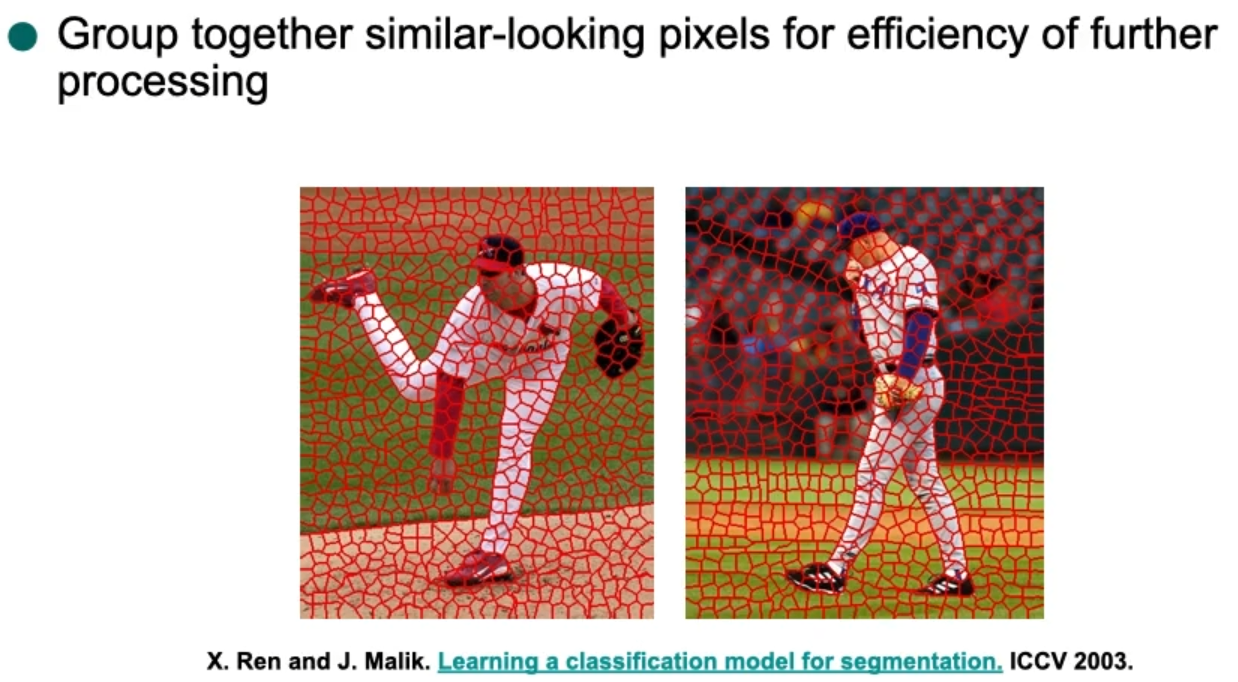 Group together similar-looking pixels for efficiency of further
processing
X. Ren and J. Malik. Learning a classification model for segmentation. ICCV 2003.